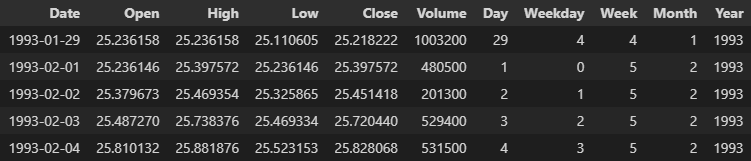 Date Open High Low Close Volume Day Weekday Week Month Year
1993-01-29 25.236158 25.236158 25.110605 25.218222 1003200 29 4 4 1 1993
1993-02-01 25.236146 25.397572 25.236146 25.397572 480500 1 0 5 2 1993
1993-02-02 25.379673 25.469354 25.325865 25.451418 201300 2 1 5 2 1993
1993-02-03 25.487270 25.738376 25.469334 25.720440 529400 3 2 5 2 1993
1993-02-04 25.810132 25.881876 25.523153 25.828068 531500 4 3 5 2 1993